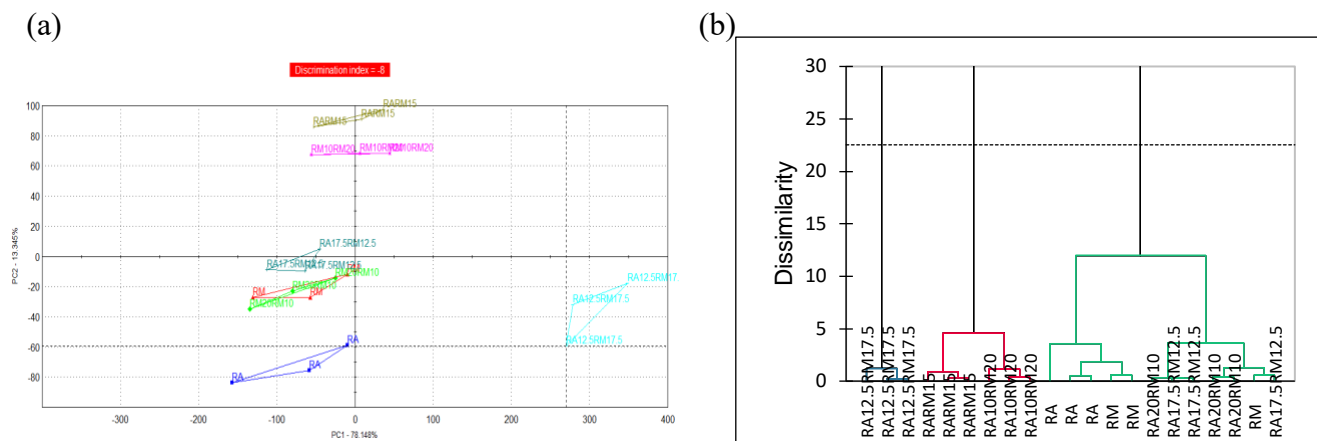 (a)
Discrimination index = -8
PC2 - 13.345%
100
80
60
40
20
0
-20
-40
-60
-80
RARM15
RARM15
RARM15
RM10RM20
RM10RM20
RA17.5RM12.5
RA17.5RM12.5
RM
RM
RM20RM10
RA
RA
RA
RA12.5RM17.5
RA12.5RM17.5
-300
-200
-100
0
100
200
300
400
PC1 - 78.148%
(b)
Dissimilarity
30
25
20
15
10
5
0
RA12.5RM17.5
RA12.5RM17.5
RA12.5RM17.5
RARM15
RARM15
RARM15
RA10RM20
RA10RM20
RA10RM20
RA
RA
RA
RM
RM
RA20RM10
RA17.5RM12.5
RA17.5RM12.5
RA20RM10
RA20RM10
RM
RA17.5RM12.5